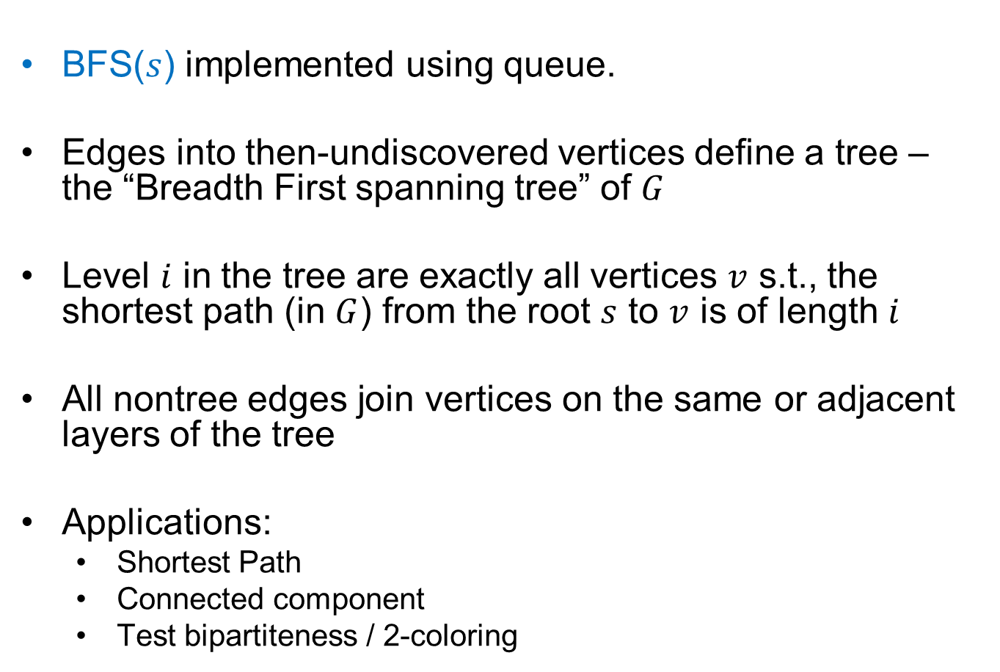 • BFS(𝑠) implemented using queue.
• Edges into then-undiscovered vertices define a tree –
the “Breadth First spanning tree” of 𝐺
• Level 𝑖 in the tree are exactly all vertices 𝑣 s.t., the
shortest path (in 𝐺) from the root 𝑠 to 𝑣 is of length 𝑖
• All nontree edges join vertices on the same or adjacent
layers of the tree
• Applications:
• Shortest Path
• Connected component
• Test bipartiteness / 2-coloring